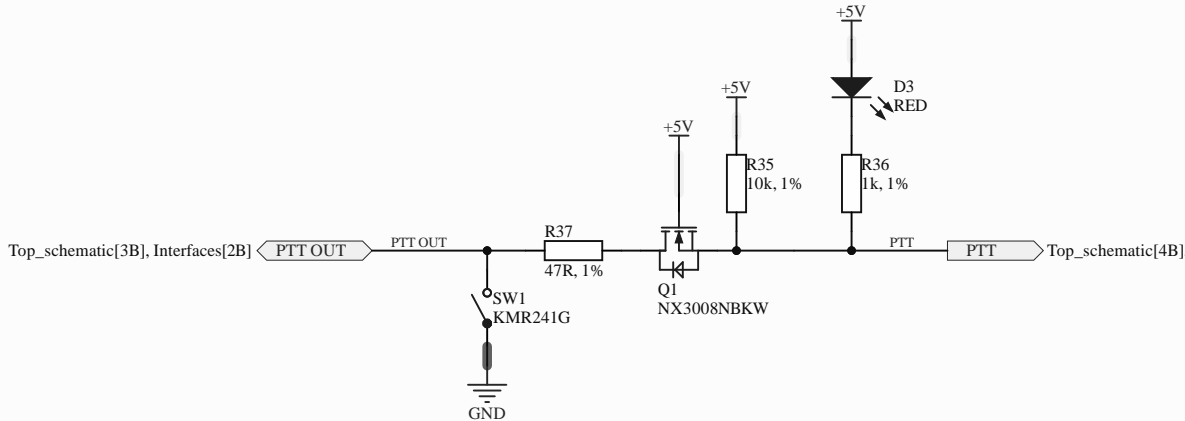 +5V
D3
RED
+5V
+5V
R35
10k, 1%
R36
1k, 1%
R37
47R, 1%
Top_schematic[3B], Interfaces[2B]
PTT OUT
PTT OUT
PTT
PTT
Top_schematic[4B]
Q1
NX3008NBKW
SW1
KMR241G
GND